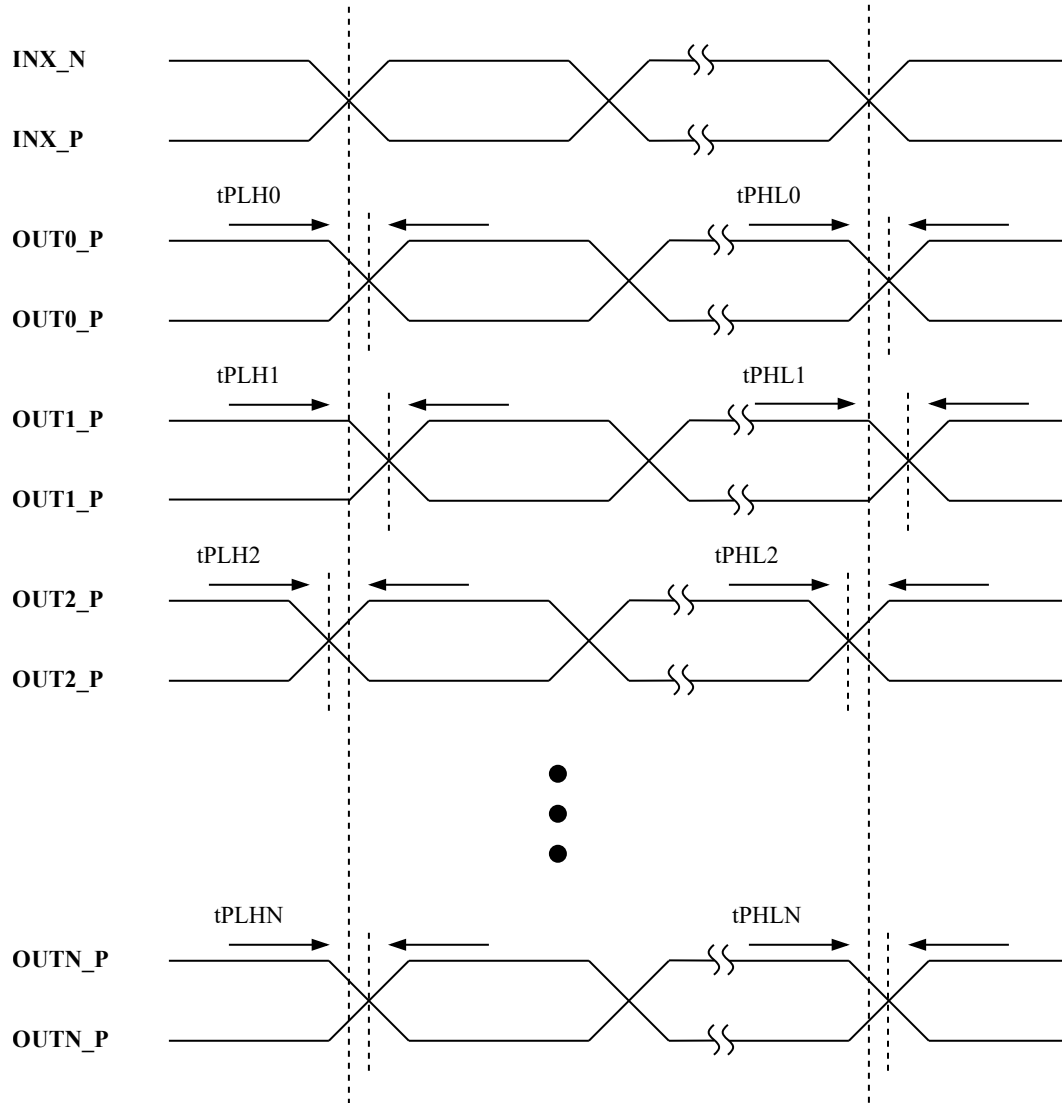 INX_N
INX_P
tPLH0 tPHL0
OUT0_P
OUT0_P
tPLH1 tPHL1
OUT1_P
OUT1_P
tPLH2 tPHL2
OUT2_P
OUT2_P
tPLHN tPHLN
OUTN_P
OUTN_P